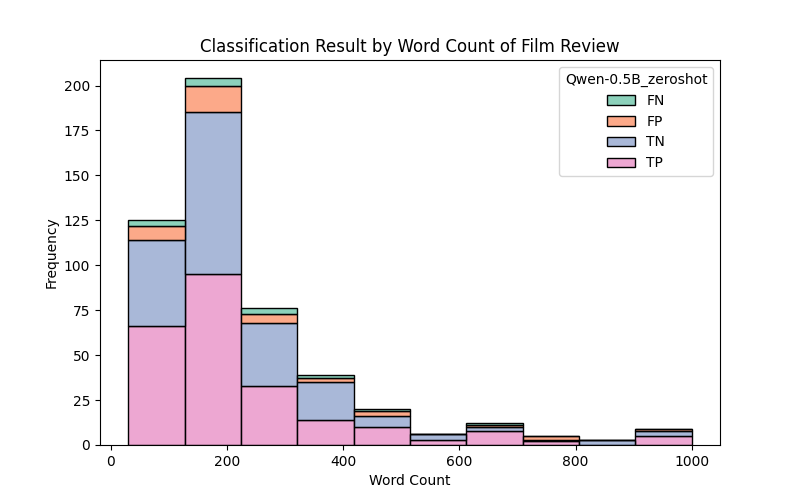 Classification Result by Word Count of Film Review
Qwen-0.5B_zeroshot
FN
FP
TN
TP
Frequency
200
175
150
125
100
75
50
25
0
0 200 400 600 800 1000
Word Count